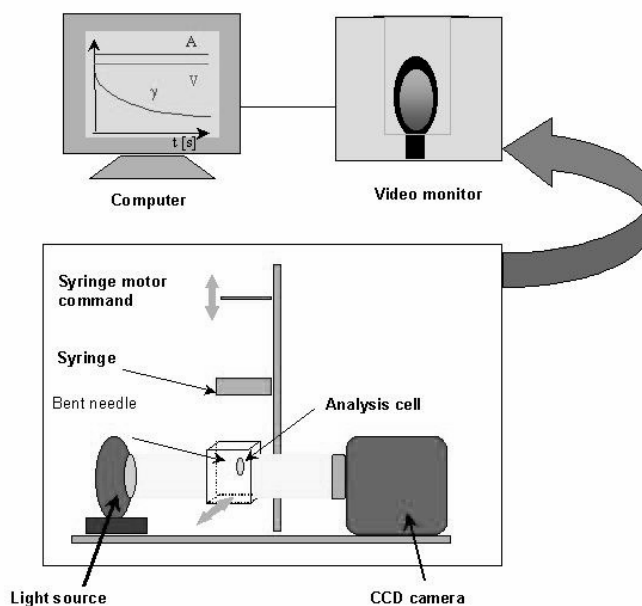 A
V
γ
t [s]
Computer
Video monitor
Syringe motor
command
Syringe
Bent needle
Analysis cell
Light source
CCD camera